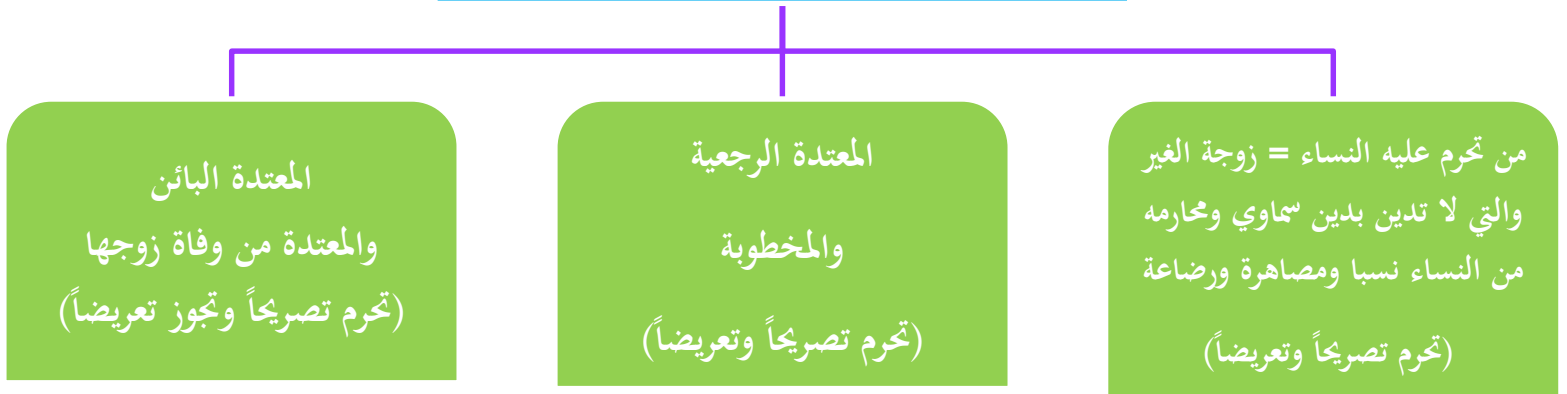 من تحرم عليه النساء = زوجة الغير
والتي لا تدين بدين سماوي ومحارمه
من النساء نسبا ومصاهرة ورضاعة
(تحرم تصريحاً وتعريضاً)
المعتدة الرجعية
والمخطوبة
(تحرم تصريحاً وتعريضاً)
المعتدة البائن
والمعتدة من وفاة زوجها
(تحرم تصريحاً وتجوز تعريضاً)